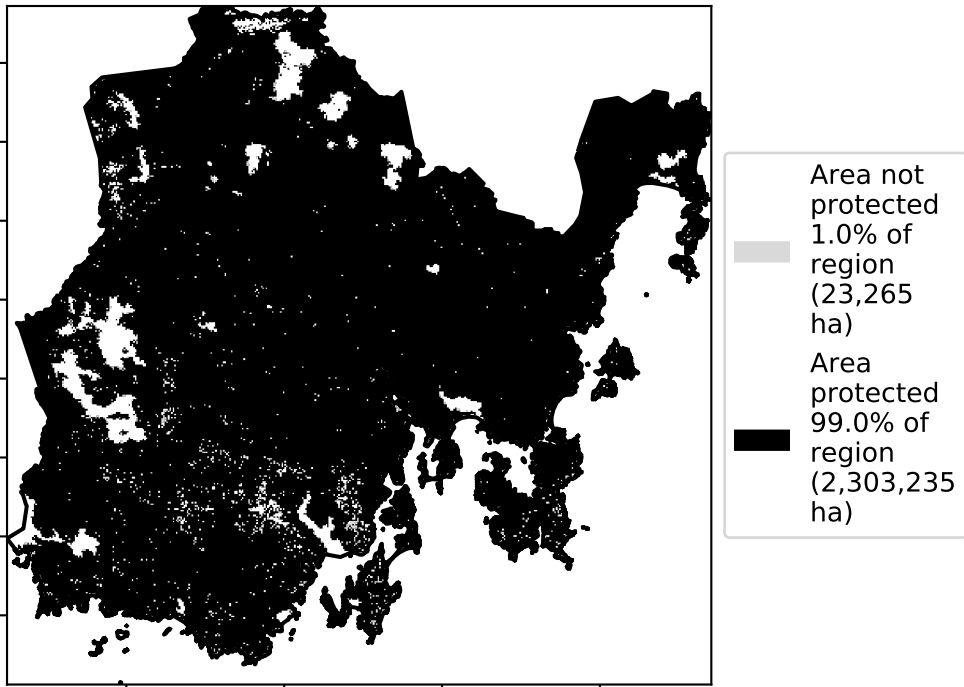 Area not
protected
1.0% of
region
(23,265
ha)
Area
protected
99.0% of
region
(2,303,235
ha)